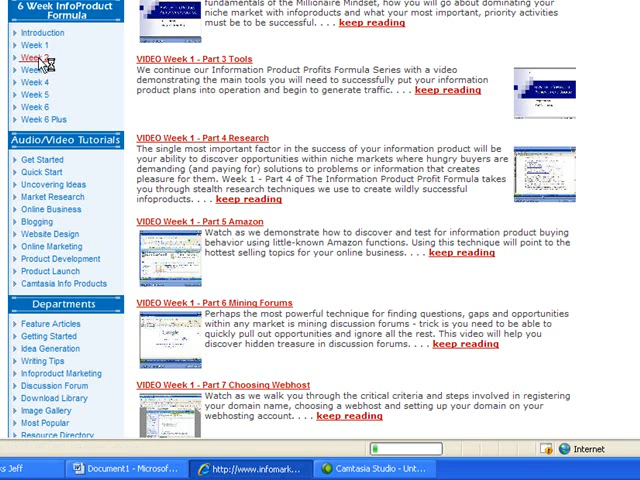 6 Week InfoProduct
Formula
Introduction
Week 1
Week 2
Week
Week 4
Week 5
Week 6
Week 6 Plus
Audio/Video Tutorials
Get Started
Quick Start
Uncovering Ideas
Market Research
Online Business
Blogging
Website Design
Online Marketing
Product Development
Product Launch
Camtasia Info Products
Departments
Feature Articles
Getting Started
Idea Generation
Writing Tips
Infoproduct Marketing
Discussion Forum
Download Library
Image Gallery
Most Popular
Resource Directory
fundamentals of the Millionaire Mindset, how you will go about dominating your
niche market with infoproducts and what your most important, priority activities
must to be successful. . . . keep reading
VIDEO Week 1 - Part 3 Tools
We continue our Information Product Profits Formula Series with a video
demonstrating the main tools you will need to successfully put your information
product plans into operation and begin to generate traffic. . . . keep reading
VIDEO Week 1 - Part 4 Research
The single most important factor in the success of your information product will be
your ability to discover opportunities within niche markets where hungry buyers are
demanding (and paying for) solutions to problems or information that creates
pleasure for them. Week 1 - Part 4 of The Information Product Profit Formula takes
you through stealth research techniques we use to create wildly successful
infoproducts. . . . keep reading
VIDEO Week 1 - Part 5 Amazon
Watch as we demonstrate how to discover and test for information product buying
behavior using little-known Amazon functions. Using this technique will point to the
hottest selling topics for your online business. . . . keep reading
VIDEO Week 1 - Part 6 Mining Forums
Perhaps the most powerful technique for finding questions, gaps and opportunities
within any market is mining discussion forums - trick is you need to be able to
quickly pull out opportunities and ignore all the rest. This video will help you
discover hidden treasure in discussion forums. . . . keep reading
VIDEO Week 1 - Part 7 Choosing Webhost
Watch as we walk you through the critical criteria and steps involved in registering
your domain name, choosing a webhost and setting up your domain on your
webhosting account. . . . keep reading
Internet
ks Jeff
Document1 - Microsof...
http://www.infomark...
Camtasia Studio - Unt...